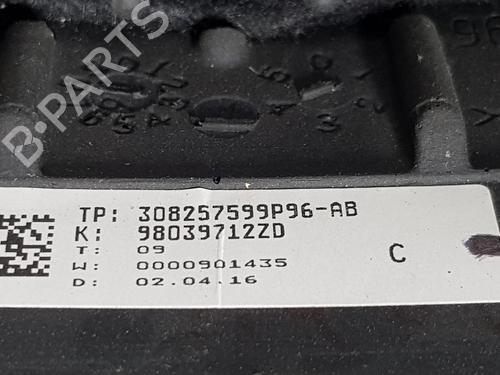 B-PARTS
TP: 308257599P96-AB
K: 98039712ZD
T: 09
W: 0000901435
D: 02.04.16
C